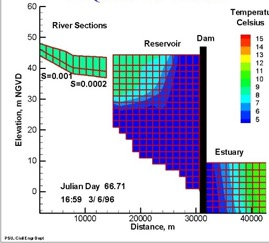 River Sections
Reservoir
Dam
Temperatu
Celsius
60
50
40
30
20
10
0
Elevation, m NGVD
S=0.001
S=0.0002
15
14
13
12
11
10
9
8
7
6
5
Estuary
Julian Day 66.71
16:59 3/ 6/96
10000 20000 30000 40000
Distance, m
PSU, Civil Engr Dept